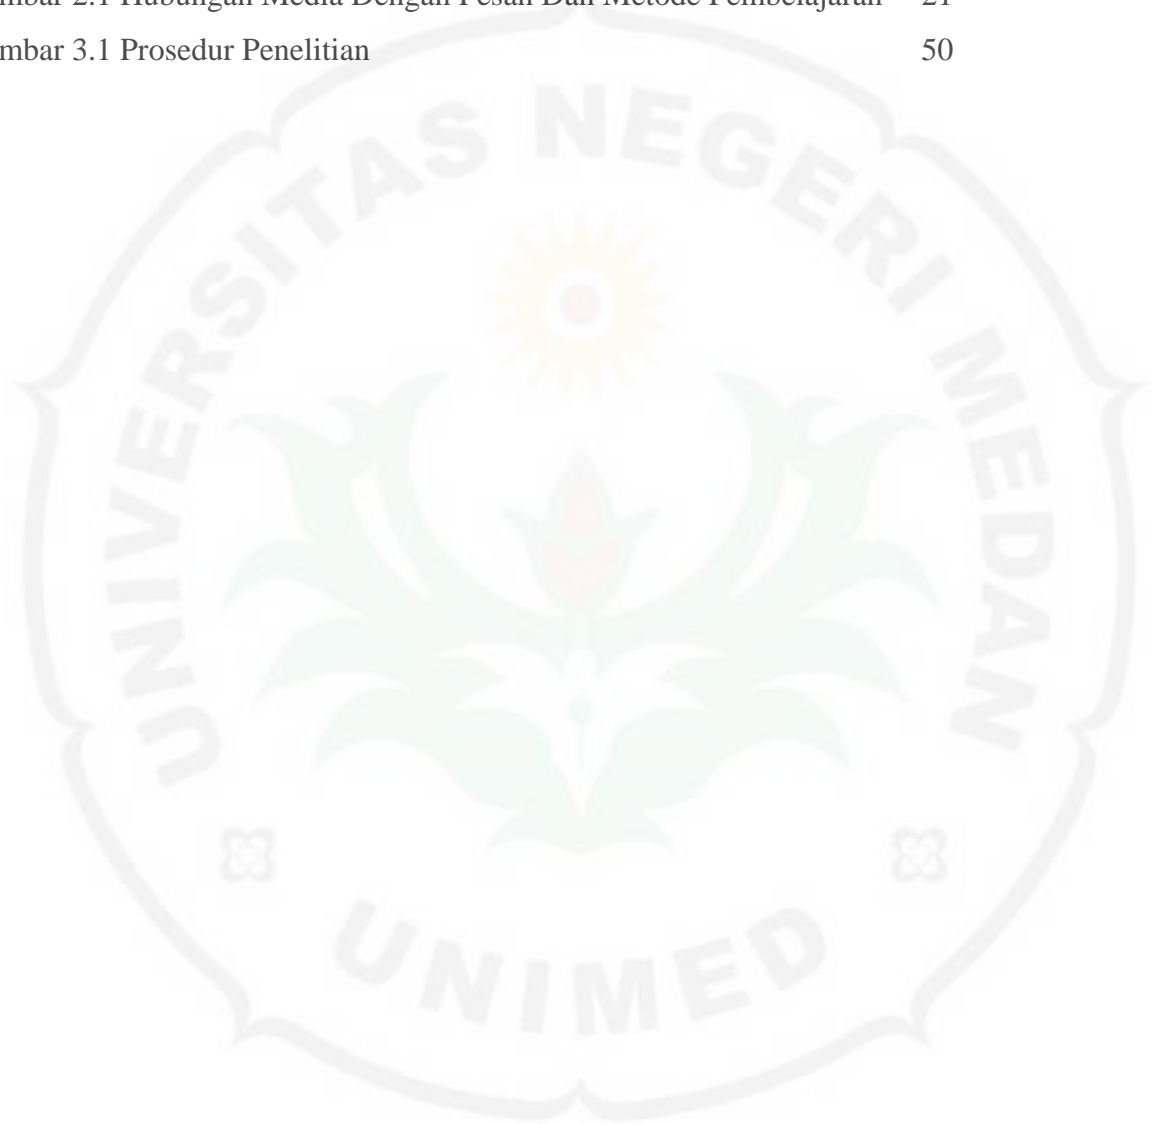 mbar 2.1 Hubungan Media Dengan Pesan Dan Metode Pembelajaran 21
mbar 3.1 Prosedur Penelitian 50
UNIVERSITAS NEGERI MEDAN
UNIMED